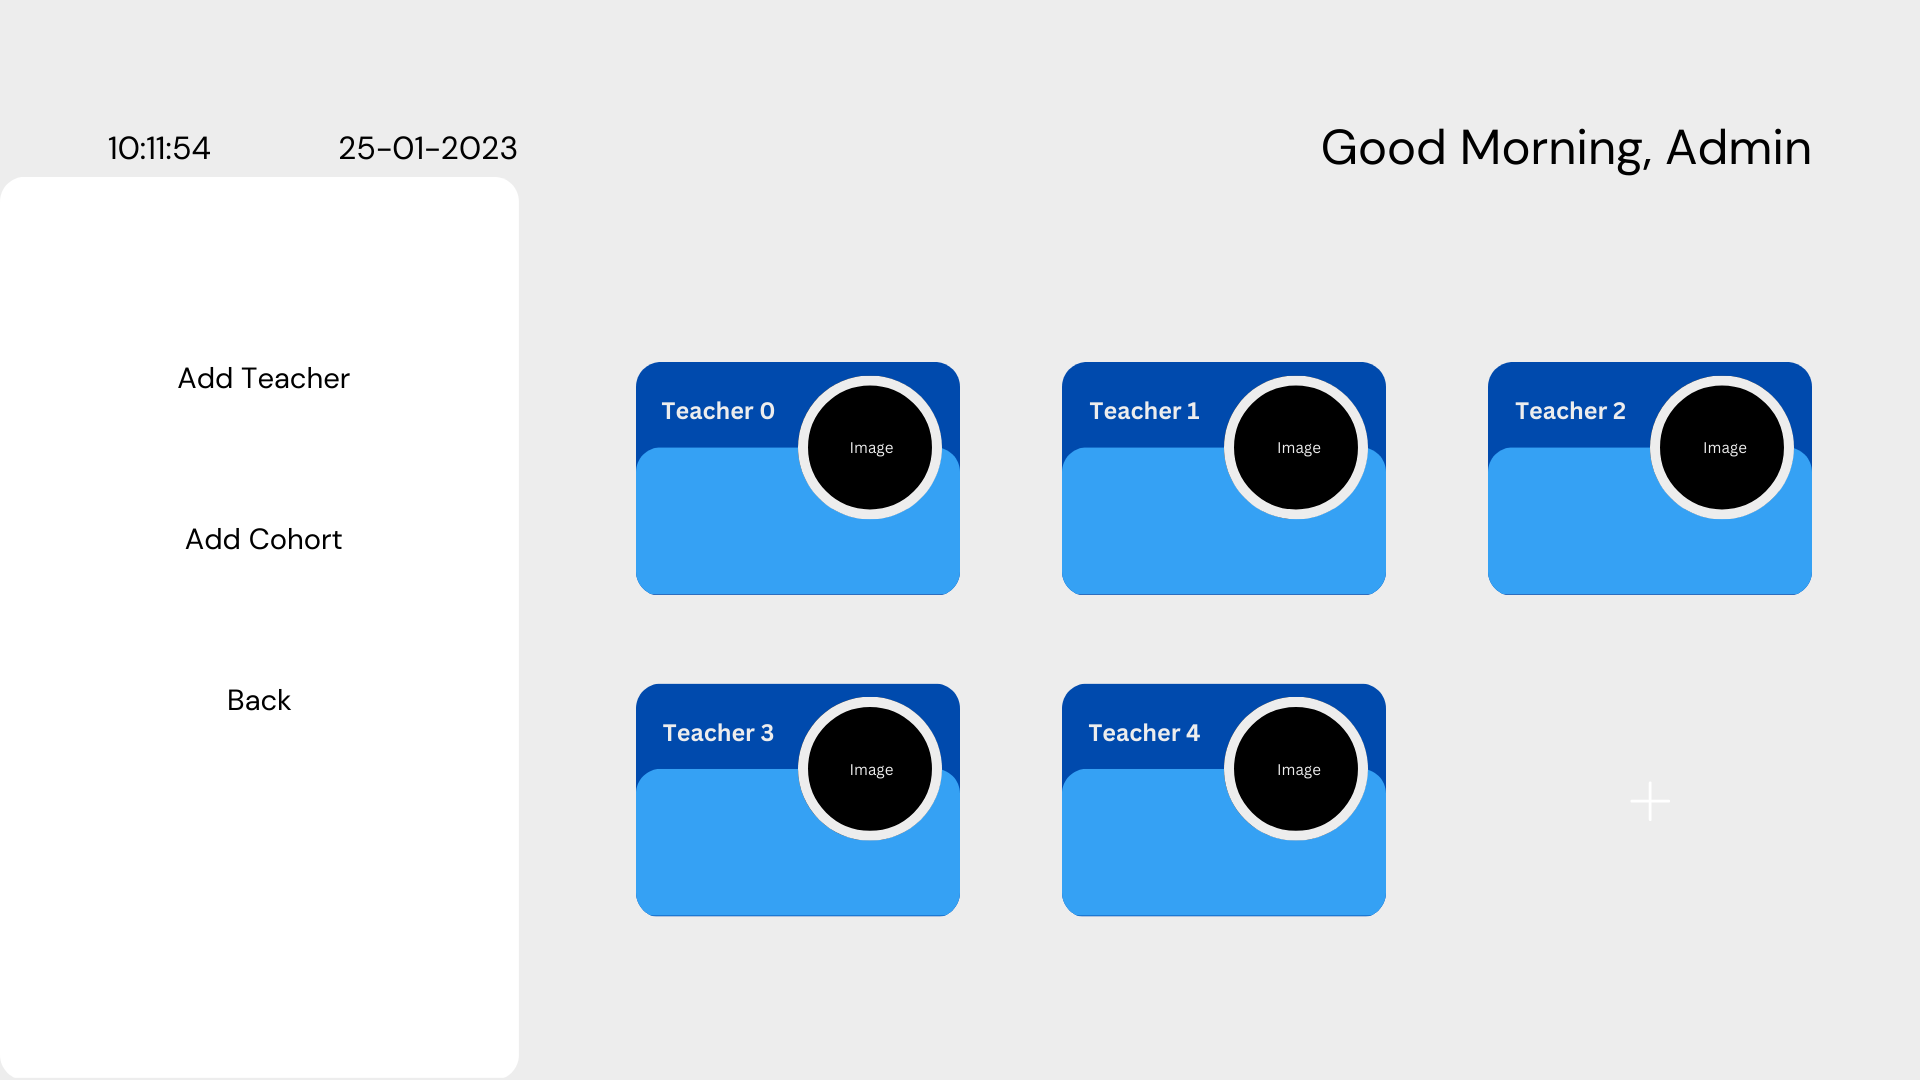 10:11:54
25-01-2023
Good Morning, Admin
Add Teacher
Add Cohort
Back
Teacher 0
Image
Teacher 1
Image
Teacher 2
Image
Teacher 3
Image
Teacher 4
Image